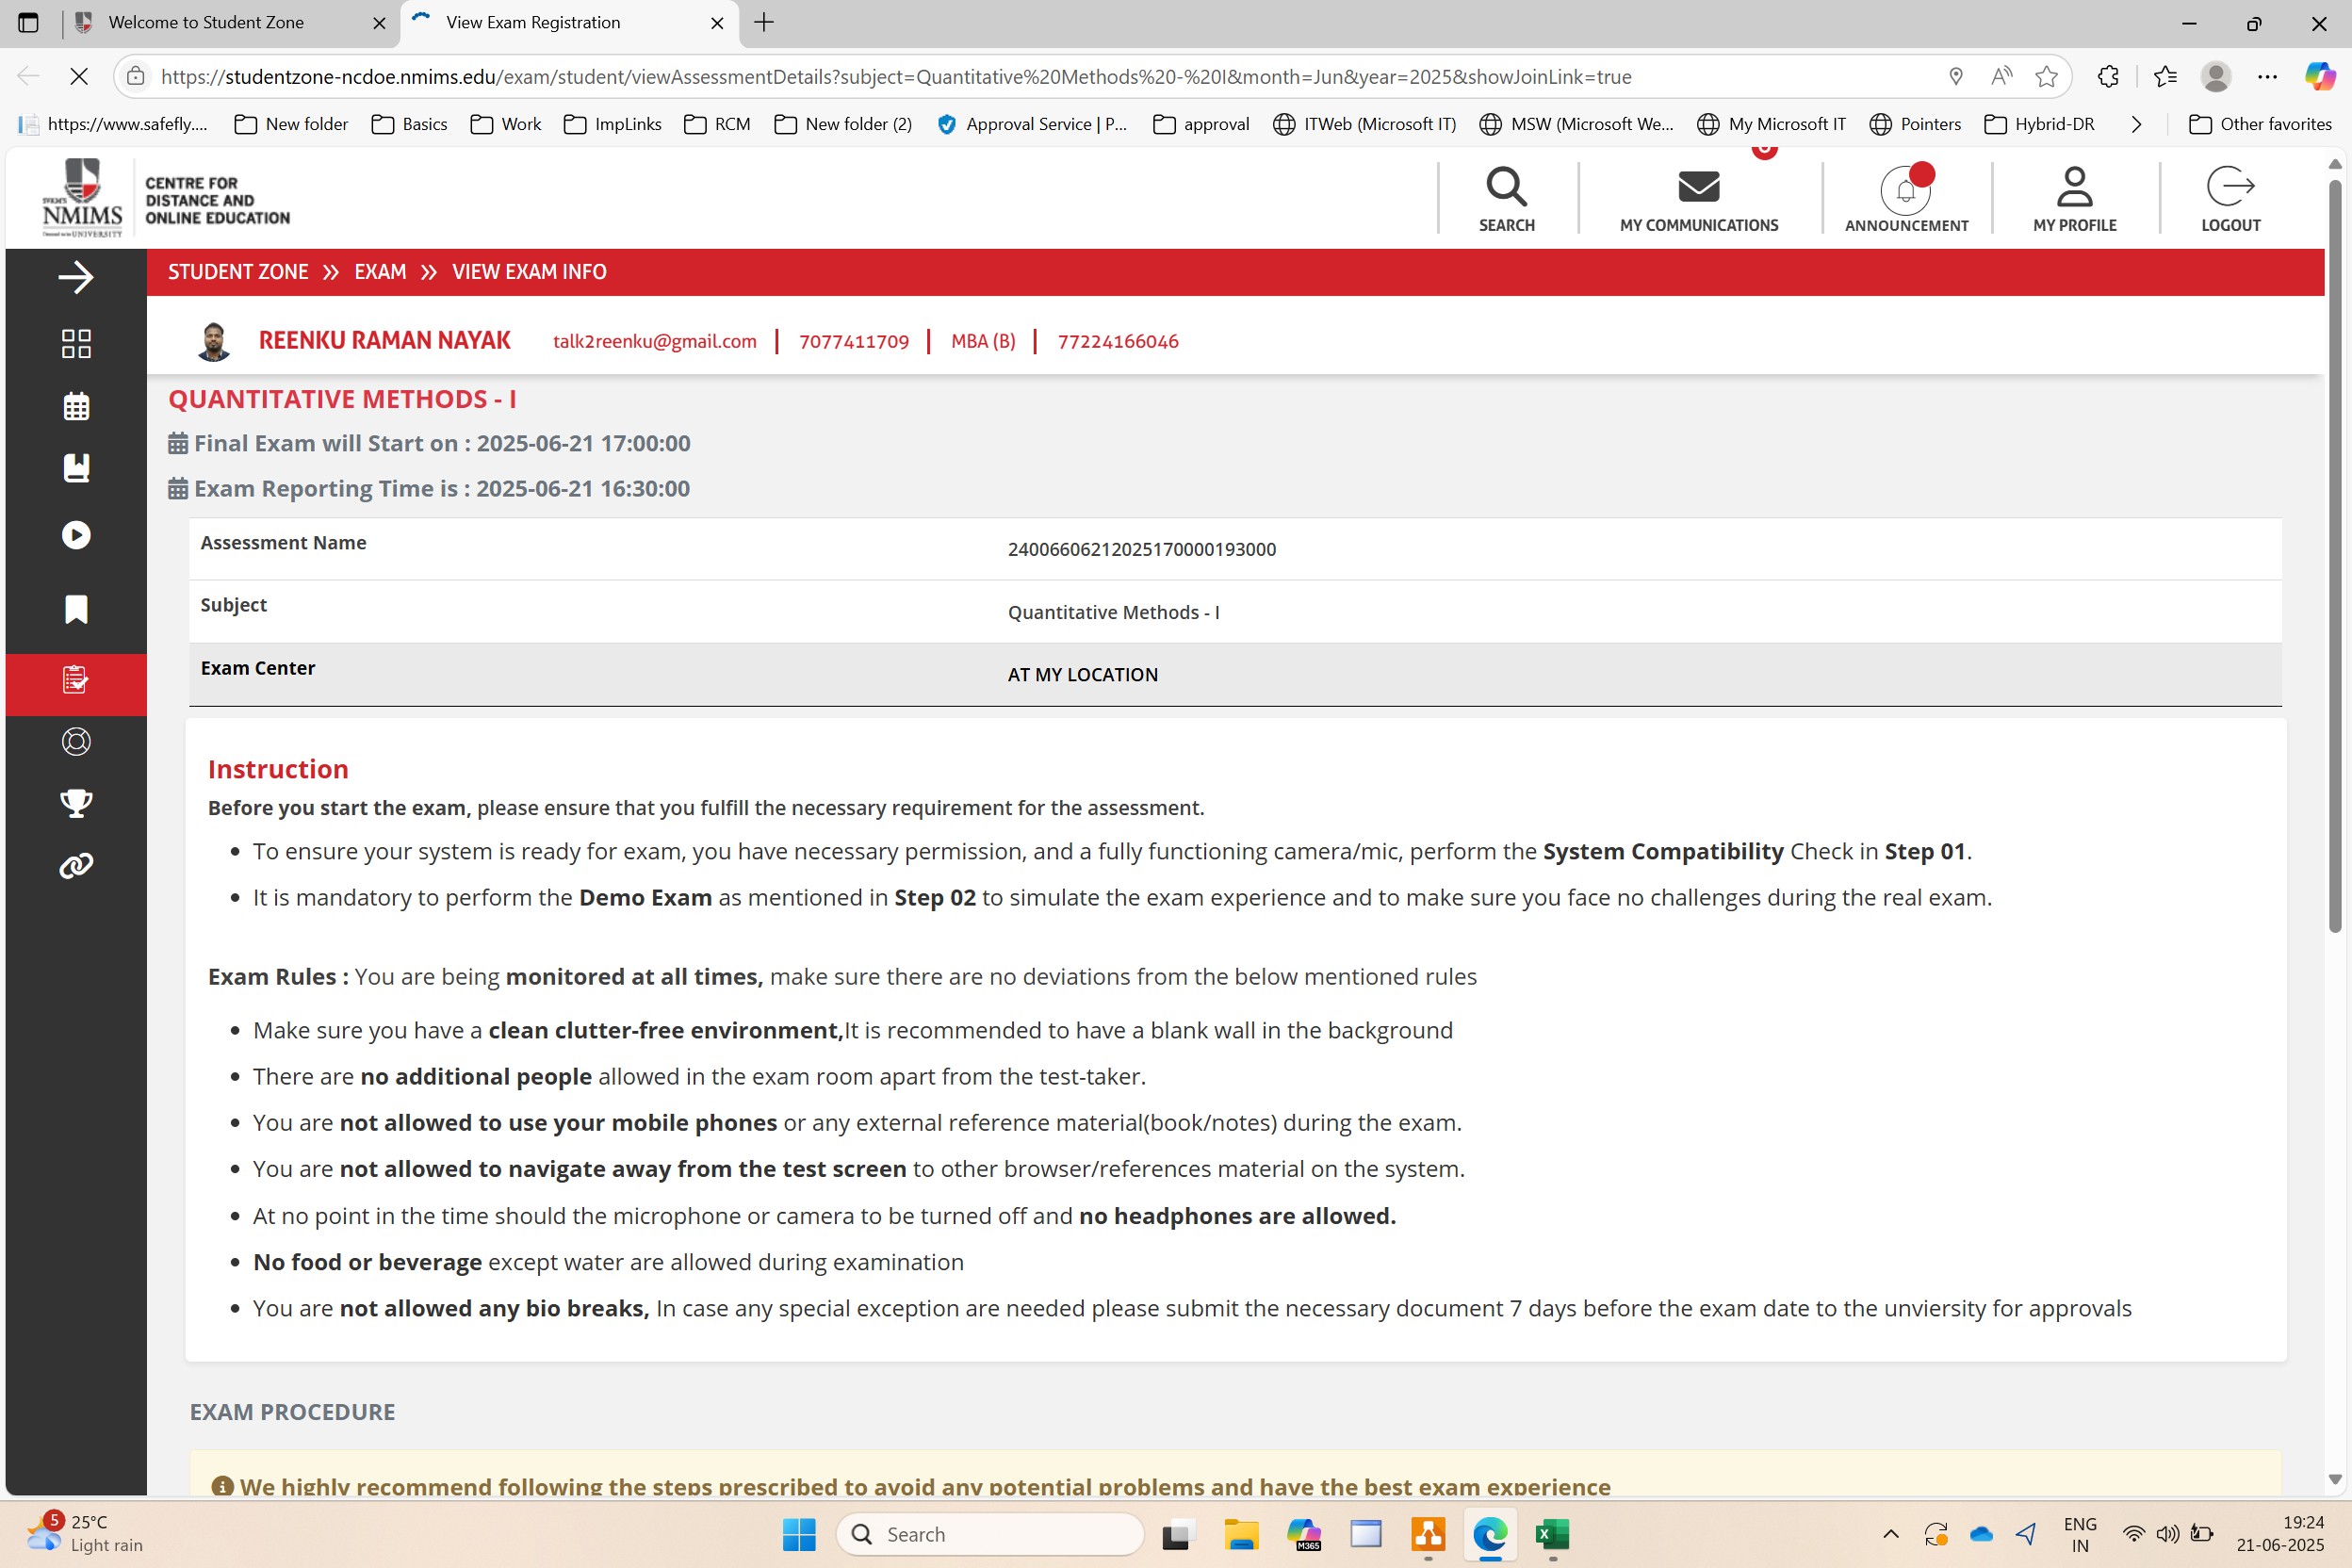 Welcome to Student Zone
View Exam Registration
https://studentzone-ncdoe.nmims.edu/exam/student/viewAssessmentDetails?subject=Quantitative%20Methods%20-%20I&month=Jun&year=2025&showJoinLink=true
https://www.safefly.... New folder Basics Work ImpLinks RCM New folder (2) Approval Service | P... approval ITWeb (Microsoft IT) MSW (Microsoft We... My Microsoft IT Pointers Hybrid-DR Other favorites
NMIMS
CENTRE FOR
DISTANCE AND
ONLINE EDUCATION
SEARCH MY COMMUNICATIONS ANNOUNCEMENT MY PROFILE LOGOUT
STUDENT ZONE » EXAM » VIEW EXAM INFO
REENKU RAMAN NAYAK talk2reenku@gmail.com | 7077411709 | MBA (B) | 77224166046
QUANTITATIVE METHODS - I
Final Exam will Start on : 2025-06-21 17:00:00
Exam Reporting Time is : 2025-06-21 16:30:00
Assessment Name 24006606212025170000193000
Subject Quantitative Methods - I
Exam Center AT MY LOCATION
Instruction
Before you start the exam, please ensure that you fulfill the necessary requirement for the assessment.
• To ensure your system is ready for exam, you have necessary permission, and a fully functioning camera/mic, perform the System Compatibility Check in Step 01.
• It is mandatory to perform the Demo Exam as mentioned in Step 02 to simulate the exam experience and to make sure you face no challenges during the real exam.
Exam Rules : You are being monitored at all times, make sure there are no deviations from the below mentioned rules
• Make sure you have a clean clutter-free environment,It is recommended to have a blank wall in the background
• There are no additional people allowed in the exam room apart from the test-taker.
• You are not allowed to use your mobile phones or any external reference material(book/notes) during the exam.
• You are not allowed to navigate away from the test screen to other browser/references material on the system.
• At no point in the time should the microphone or camera to be turned off and no headphones are allowed.
• No food or beverage except water are allowed during examination
• You are not allowed any bio breaks, In case any special exception are needed please submit the necessary document 7 days before the exam date to the unviersity for approvals
EXAM PROCEDURE
We highly recommend following the steps prescribed to avoid any potential problems and have the best exam experience
5 25°C
Light rain
Search
M365
ENG
IN
19:24
21-06-2025